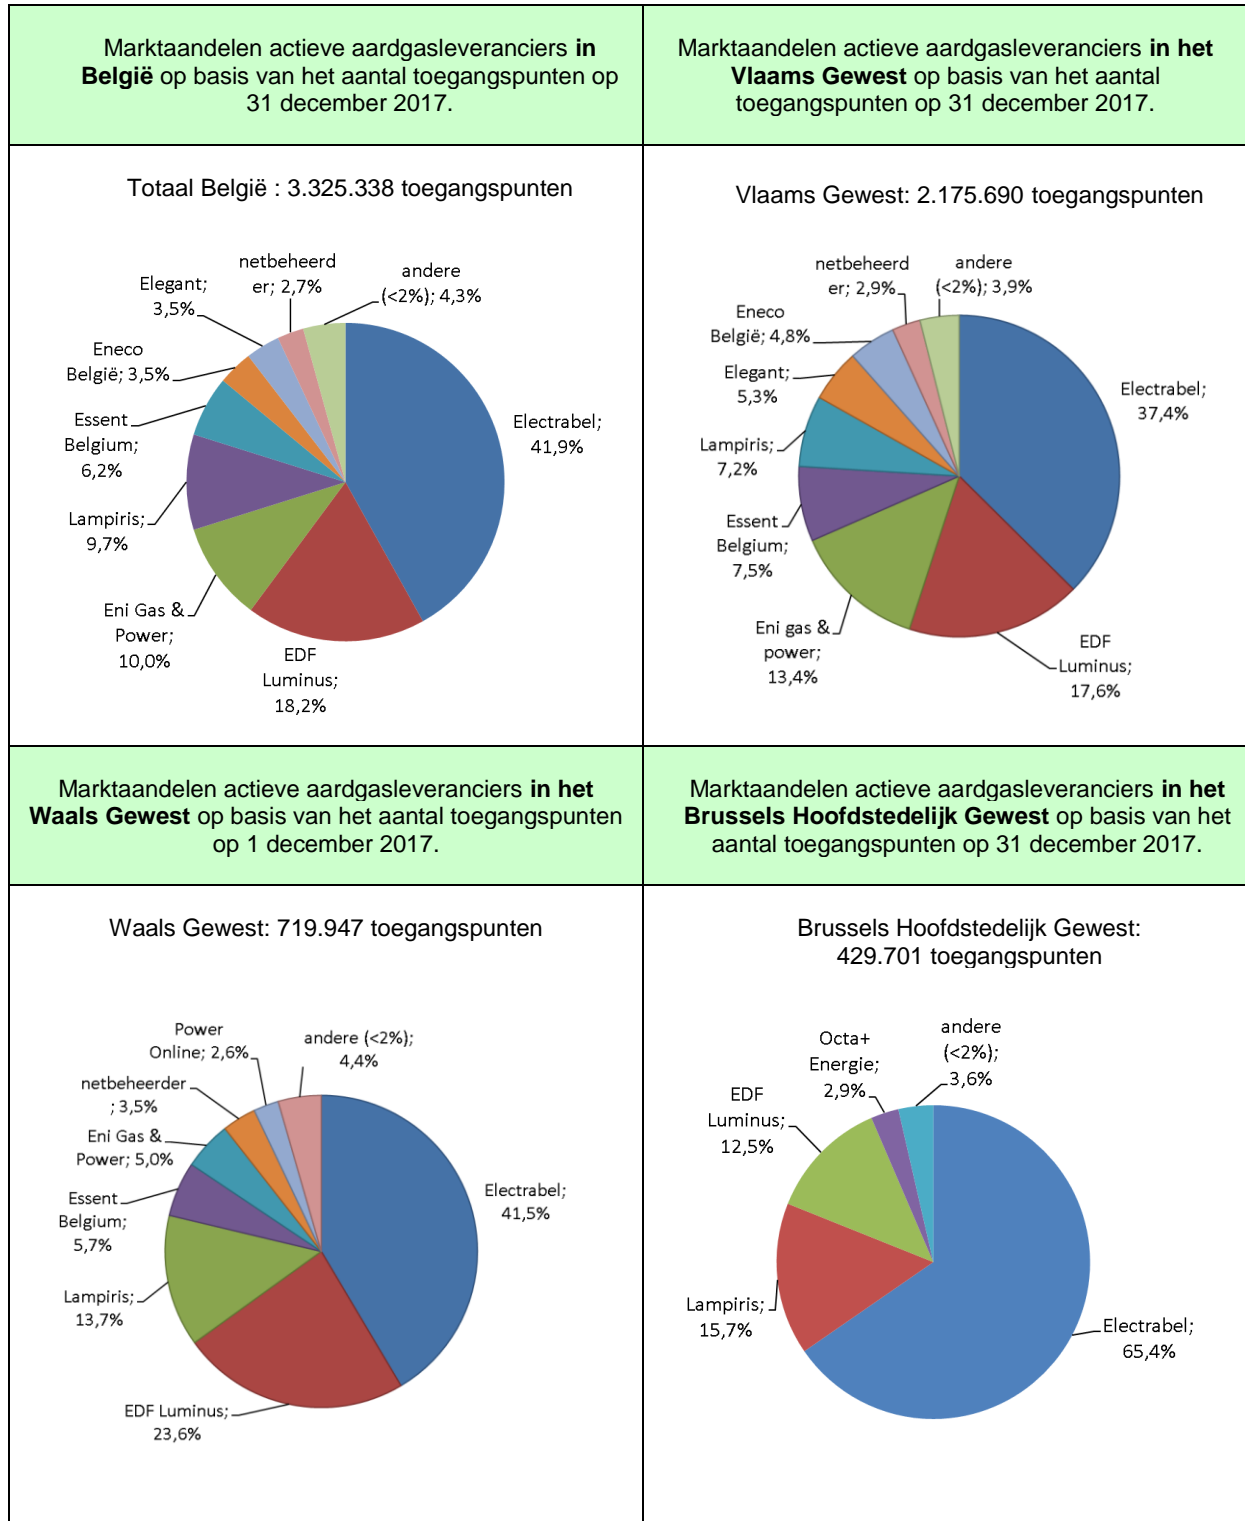 Marktaandelen actieve aardgasleveranciers in
België op basis van het aantal toegangspunten op
31 december 2017.
Marktaandelen actieve aardgasleveranciers in het
Vlaams Gewest op basis van het aantal
toegangspunten op 31 december 2017.
Totaal België : 3.325.338 toegangspunten
netbeheerd
er; 2,7%
andere
(<2%); 4,3%
Elegant;
3,5%
Eneco
België; 3,5%
Essent
Belgium;
6,2%
Lampiris;
9,7%
Eni Gas &
Power;
10,0%
EDF
Luminus;
18,2%
Electrabel;
41,9%
Vlaams Gewest: 2.175.690 toegangspunten
netbeheerd
er; 2,9%
andere
(<2%); 3,9%
Eneco
België; 4,8%
Elegant;
5,3%
Lampiris;
7,2%
Essent
Belgium;
7,5%
Eni gas &
power;
13,4%
EDF
Luminus;
17,6%
Electrabel;
37,4%
Marktaandelen actieve aardgasleveranciers in het
Waals Gewest op basis van het aantal toegangspunten
op 1 december 2017.
Marktaandelen actieve aardgasleveranciers in het
Brussels Hoofdstedelijk Gewest op basis van het
aantal toegangspunten op 31 december 2017.
Waals Gewest: 719.947 toegangspunten
Power
Online; 2,6%
andere (<2%);
4,4%
netbeheerder
; 3,5%
Eni Gas &
Power; 5,0%
Essent
Belgium;
5,7%
Lampiris;
13,7%
EDF Luminus;
23,6%
Electrabel;
41,5%
Brussels Hoofdstedelijk Gewest:
429.701 toegangspunten
Octa+
Energie;
2,9%
andere
(<2%);
3,6%
EDF
Luminus;
12,5%
Lampiris;
15,7%
Electrabel;
65,4%